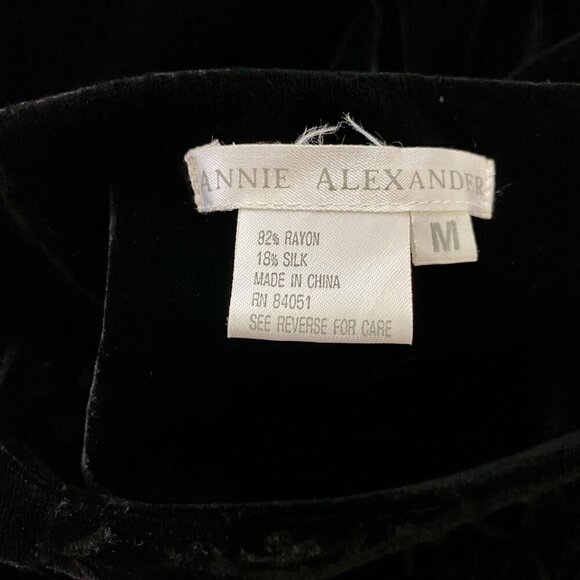 ANNIE ALEXANDER
M
82% RAYON
18% SILK
MADE IN CHINA
RN 84051
SEE REVERSE FOR CARE